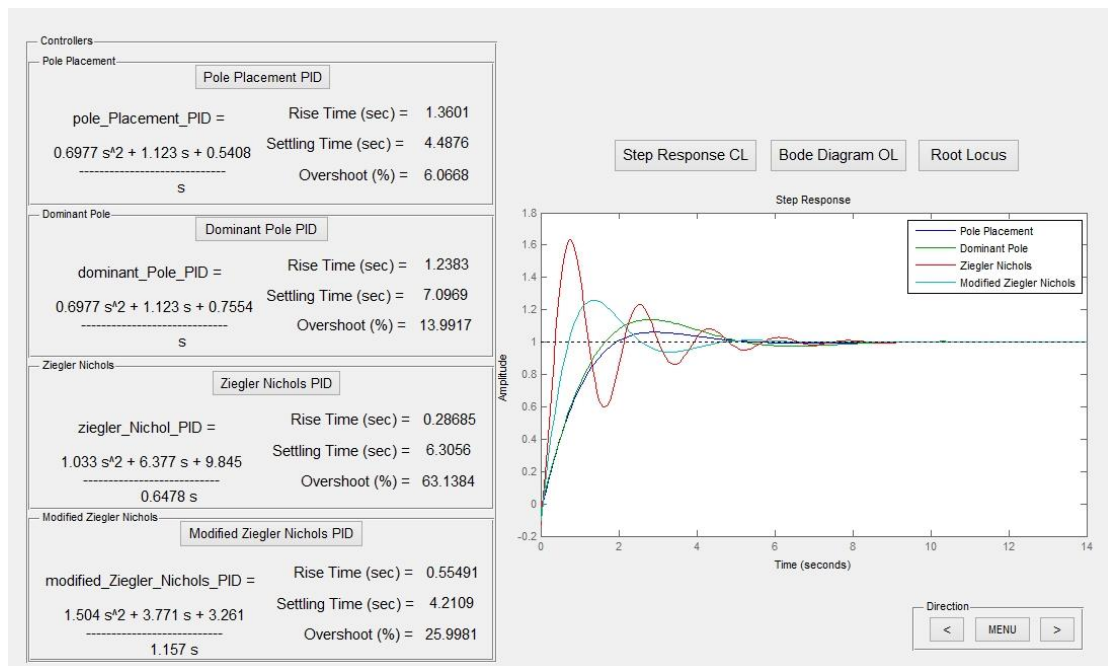 Controllers
Pole Placement
Pole Placement PID
pole_Placement_PID =
0.6977 s^2 + 1.123 s + 0.5408
-----------------------------
s
Rise Time (sec) = 1.3601
Settling Time (sec) = 4.4876
Overshoot (%) = 6.0668
Dominant Pole
Dominant Pole PID
dominant_Pole_PID =
0.6977 s^2 + 1.123 s + 0.7554
-----------------------------
s
Rise Time (sec) = 1.2383
Settling Time (sec) = 7.0969
Overshoot (%) = 13.9917
Ziegler Nichols
Ziegler Nichols PID
ziegler_Nichol_PID =
1.033 s^2 + 6.377 s + 9.845
---------------------------
0.6478 s
Rise Time (sec) = 0.28685
Settling Time (sec) = 6.3056
Overshoot (%) = 63.1384
Modified Ziegler Nichols
Modified Ziegler Nichols PID
modified_Ziegler_Nichols_PID =
1.504 s^2 + 3.771 s + 3.261
---------------------------
1.157 s
Rise Time (sec) = 0.55491
Settling Time (sec) = 4.2109
Overshoot (%) = 25.9981
Step Response CL
Bode Diagram OL
Root Locus
Step Response
1.8
1.6
1.4
1.2
1
0.8
0.6
0.4
0.2
0
-0.2
Amplitude
Pole Placement
Dominant Pole
Ziegler Nichols
Modified Ziegler Nichols
0 2 4 6 8 10 12 14
Time (seconds)
Direction
< MENU >